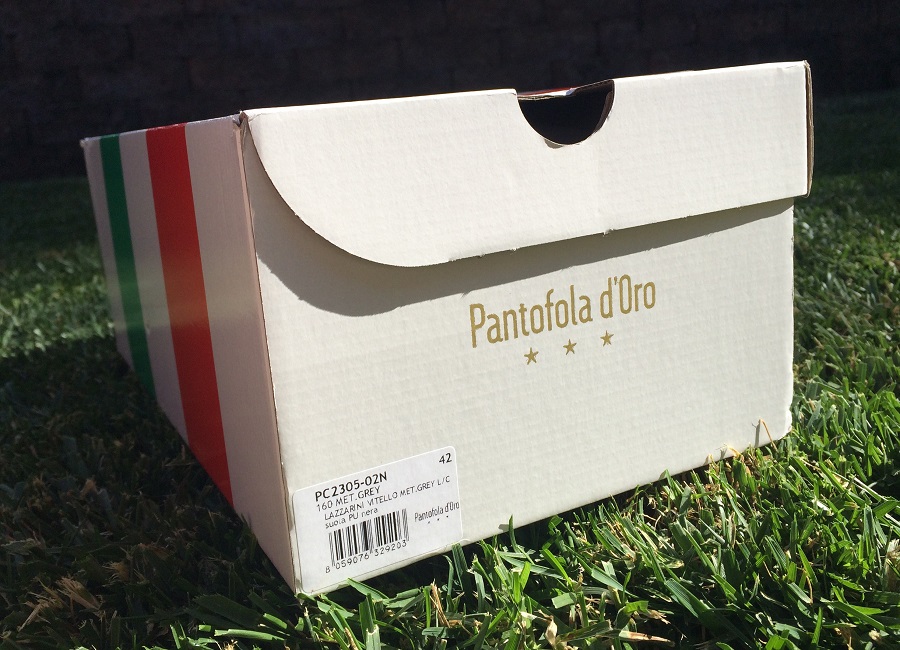 Pantofola d'Oro
PC2305-02N 42
160 MET.GREY
LAZZARINI VITELLO MET.GREY L/C
suola PU nera
Pantofola d'Oro
8 059076 329203